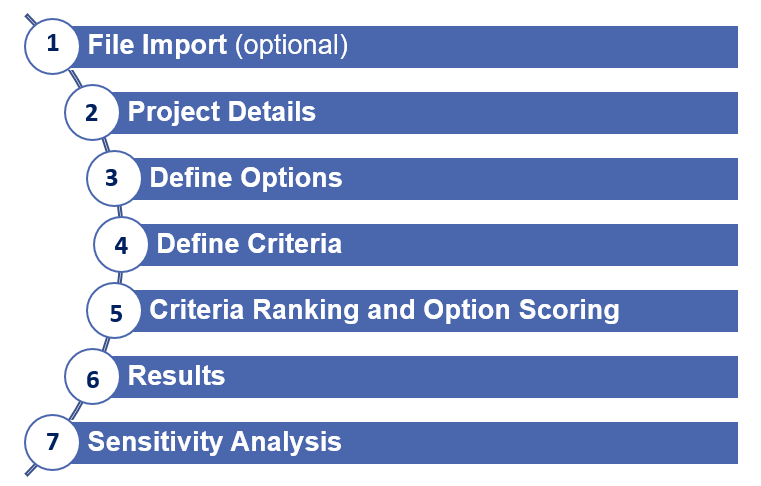 1 File Import (optional)
2 Project Details
3 Define Options
4 Define Criteria
5 Criteria Ranking and Option Scoring
6 Results
7 Sensitivity Analysis